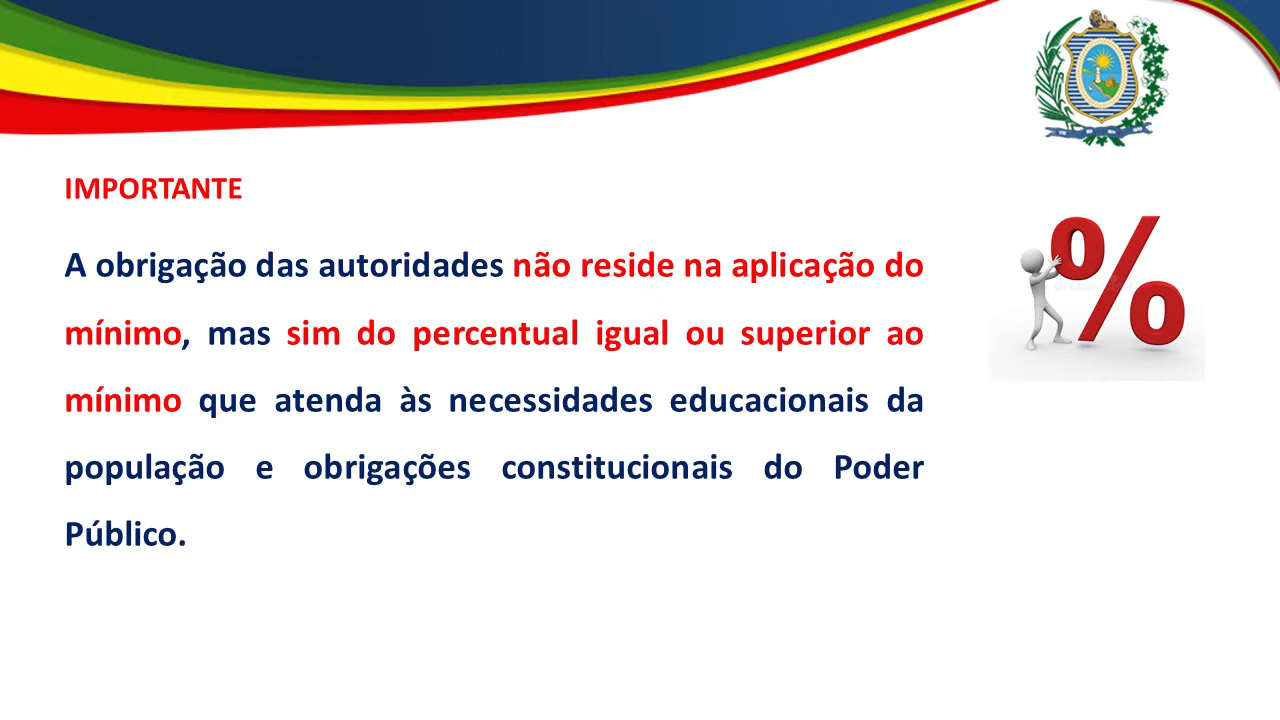 IMPORTANTE
A obrigação das autoridades não reside na aplicação do
mínimo, mas sim do percentual igual ou superior ao
mínimo que atenda às necessidades educacionais da
população e obrigações constitucionais do Poder
Público.
%